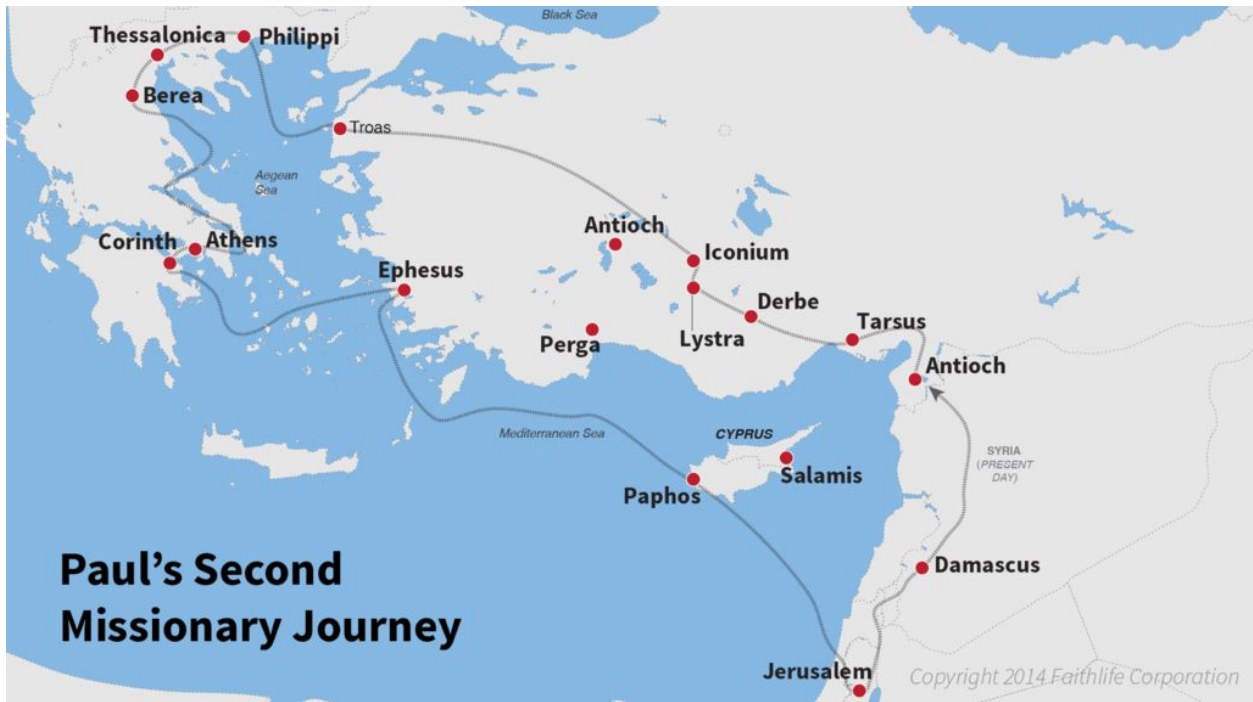 Black Sea
Thessalonica
Philippi
Berea
Troas
Aegean
Sea
Antioch
Corinth
Athens
Iconium
Ephesus
Derbe
Tarsus
Perga
Lystra
Antioch
Mediterranean Sea
CYPRUS
SYRIA
(PRESENT
DAY)
Salamis
Paphos
Paul’s Second
Missionary Journey
Damascus
Jerusalem
Copyright 2014 Faithlife Corporation